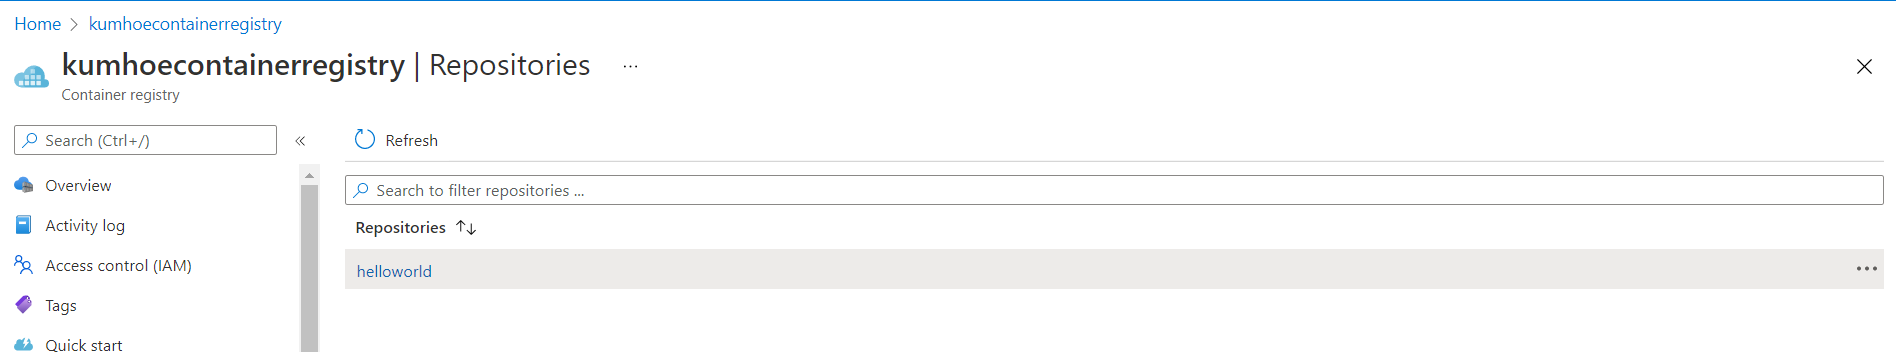 Home > kumhoecontainerregistry
kumhoecontainerregistry | Repositories ...
Container registry
Search (Ctrl+/) «
Refresh
Overview
Search to filter repositories ...
Activity log
Repositories ↑↓
Access control (IAM)
helloworld ...
Tags
Quick start